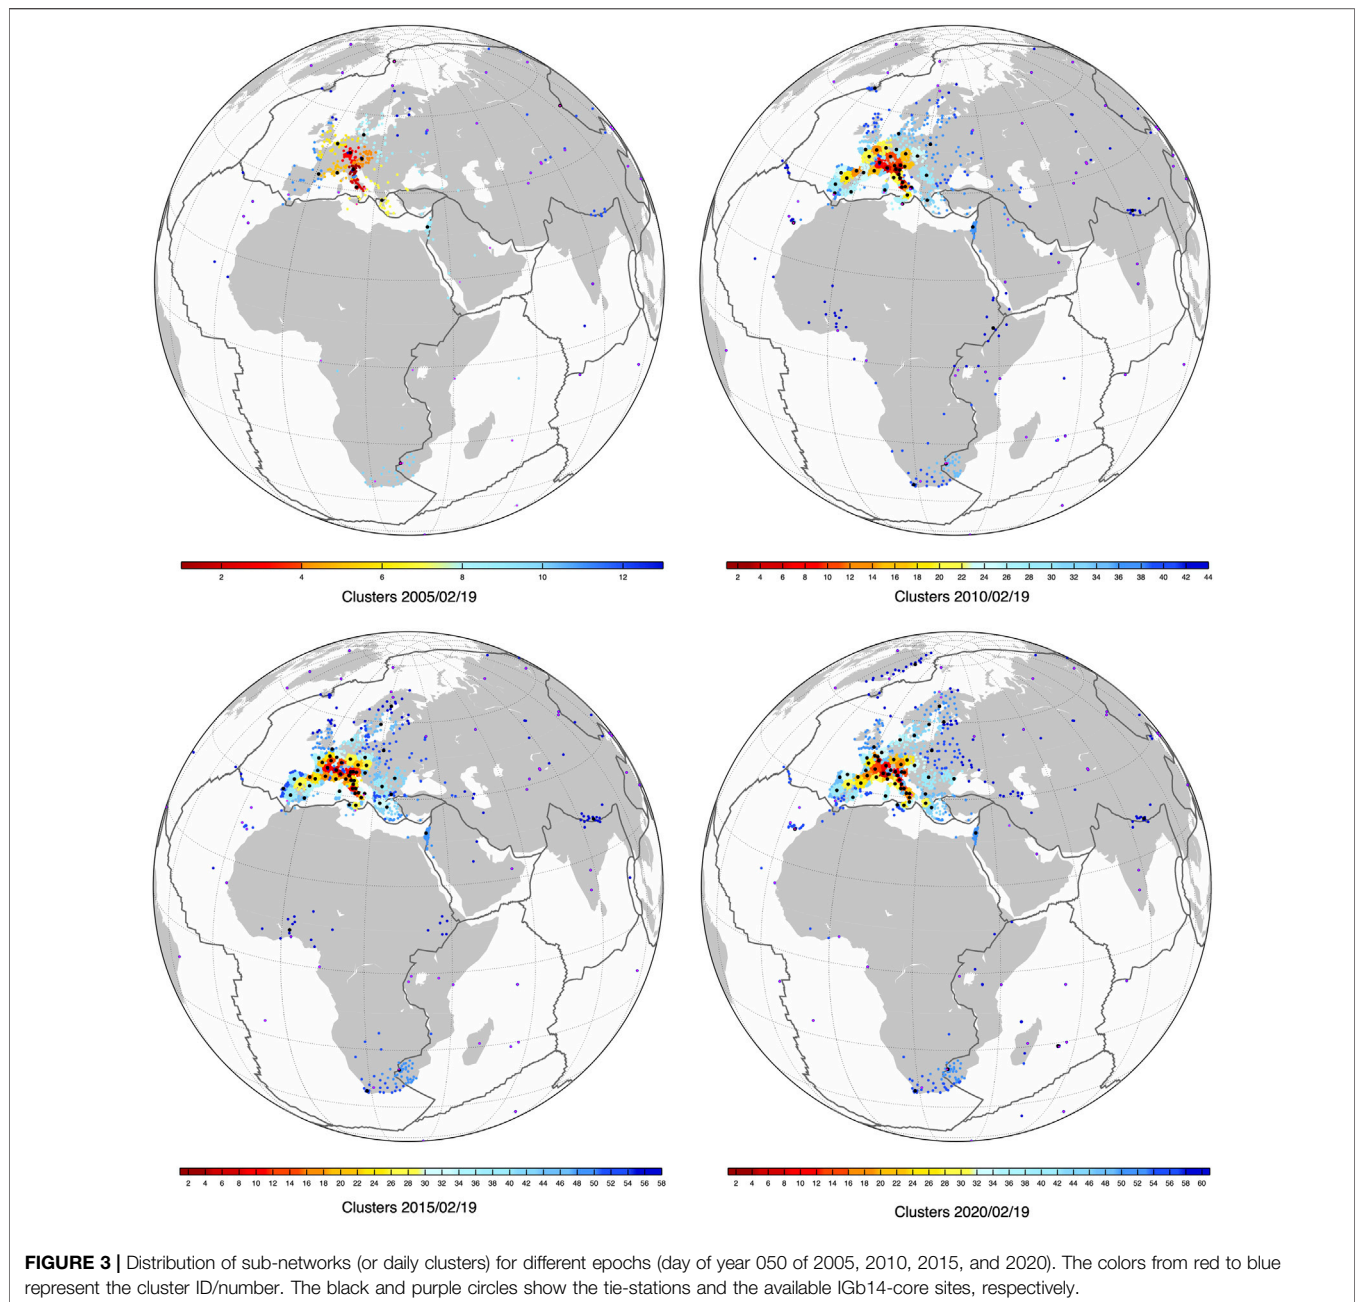 2 4 6 8 10 12
Clusters 2005/02/19
2 4 6 8 10 12 14 16 18 20 22 24 26 28 30 32 34 36 38 40 42 44
Clusters 2010/02/19
2 4 6 8 10 12 14 16 18 20 22 24 26 28 30 32 34 36 38 40 42 44 46 48 50 52 54 56 58
Clusters 2015/02/19
2 4 6 8 10 12 14 16 18 20 22 24 26 28 30 32 34 36 38 40 42 44 46 48 50 52 54 56 58 60
Clusters 2020/02/19
FIGURE 3 | Distribution of sub-networks (or daily clusters) for different epochs (day of year 050 of 2005, 2010, 2015, and 2020). The colors from red to blue
represent the cluster ID/number. The black and purple circles show the tie-stations and the available IGb14-core sites, respectively.